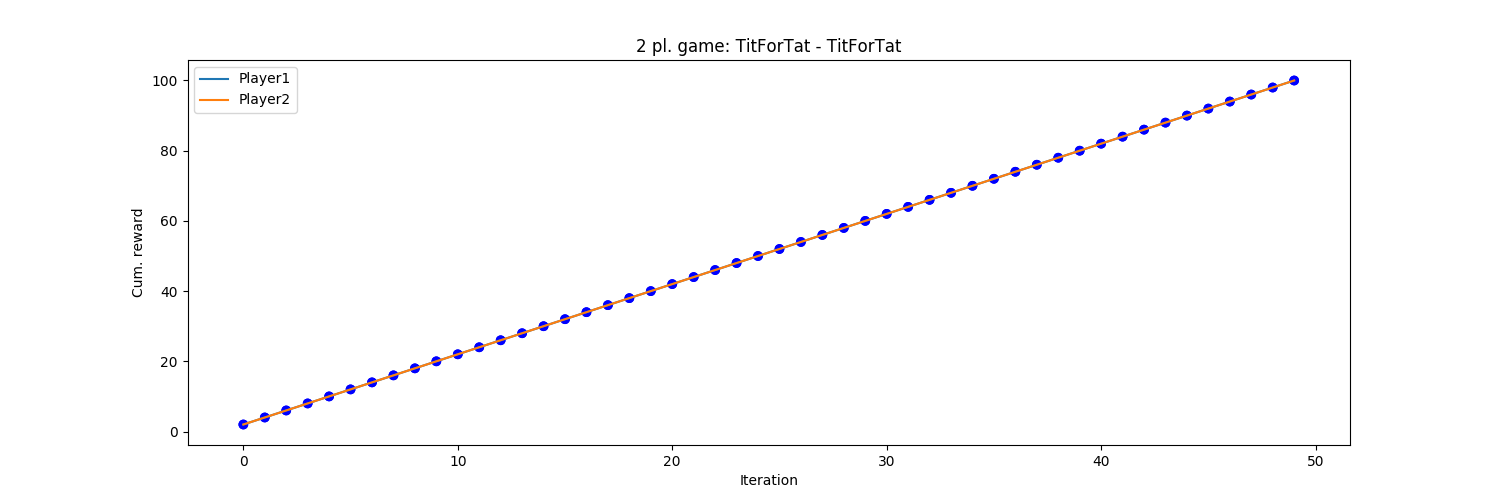 2 pl. game: TitForTat - TitForTat
Player1
Player2
Cum. reward
100
80
60
40
20
0
0 10 20 30 40 50
Iteration